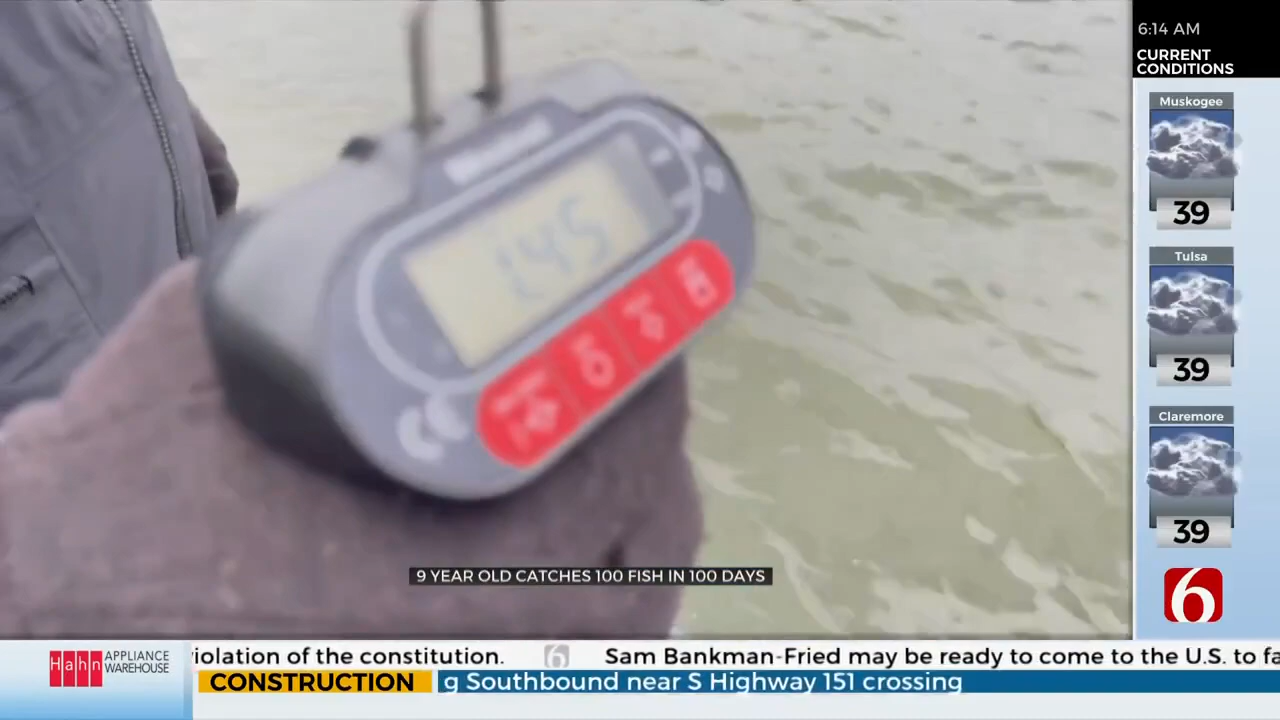 6:14 AM
CURRENT
CONDITIONS
Muskogee
39
Tulsa
39
Claremore
39
6
9 YEAR OLD CATCHES 100 FISH IN 100 DAYS
Hahn APPLIANCE
WAREHOUSE
iolation of the constitution. 6 Sam Bankman-Fried may be ready to come to the U.S. to fa
CONSTRUCTION g Southbound near S Highway 151 crossing